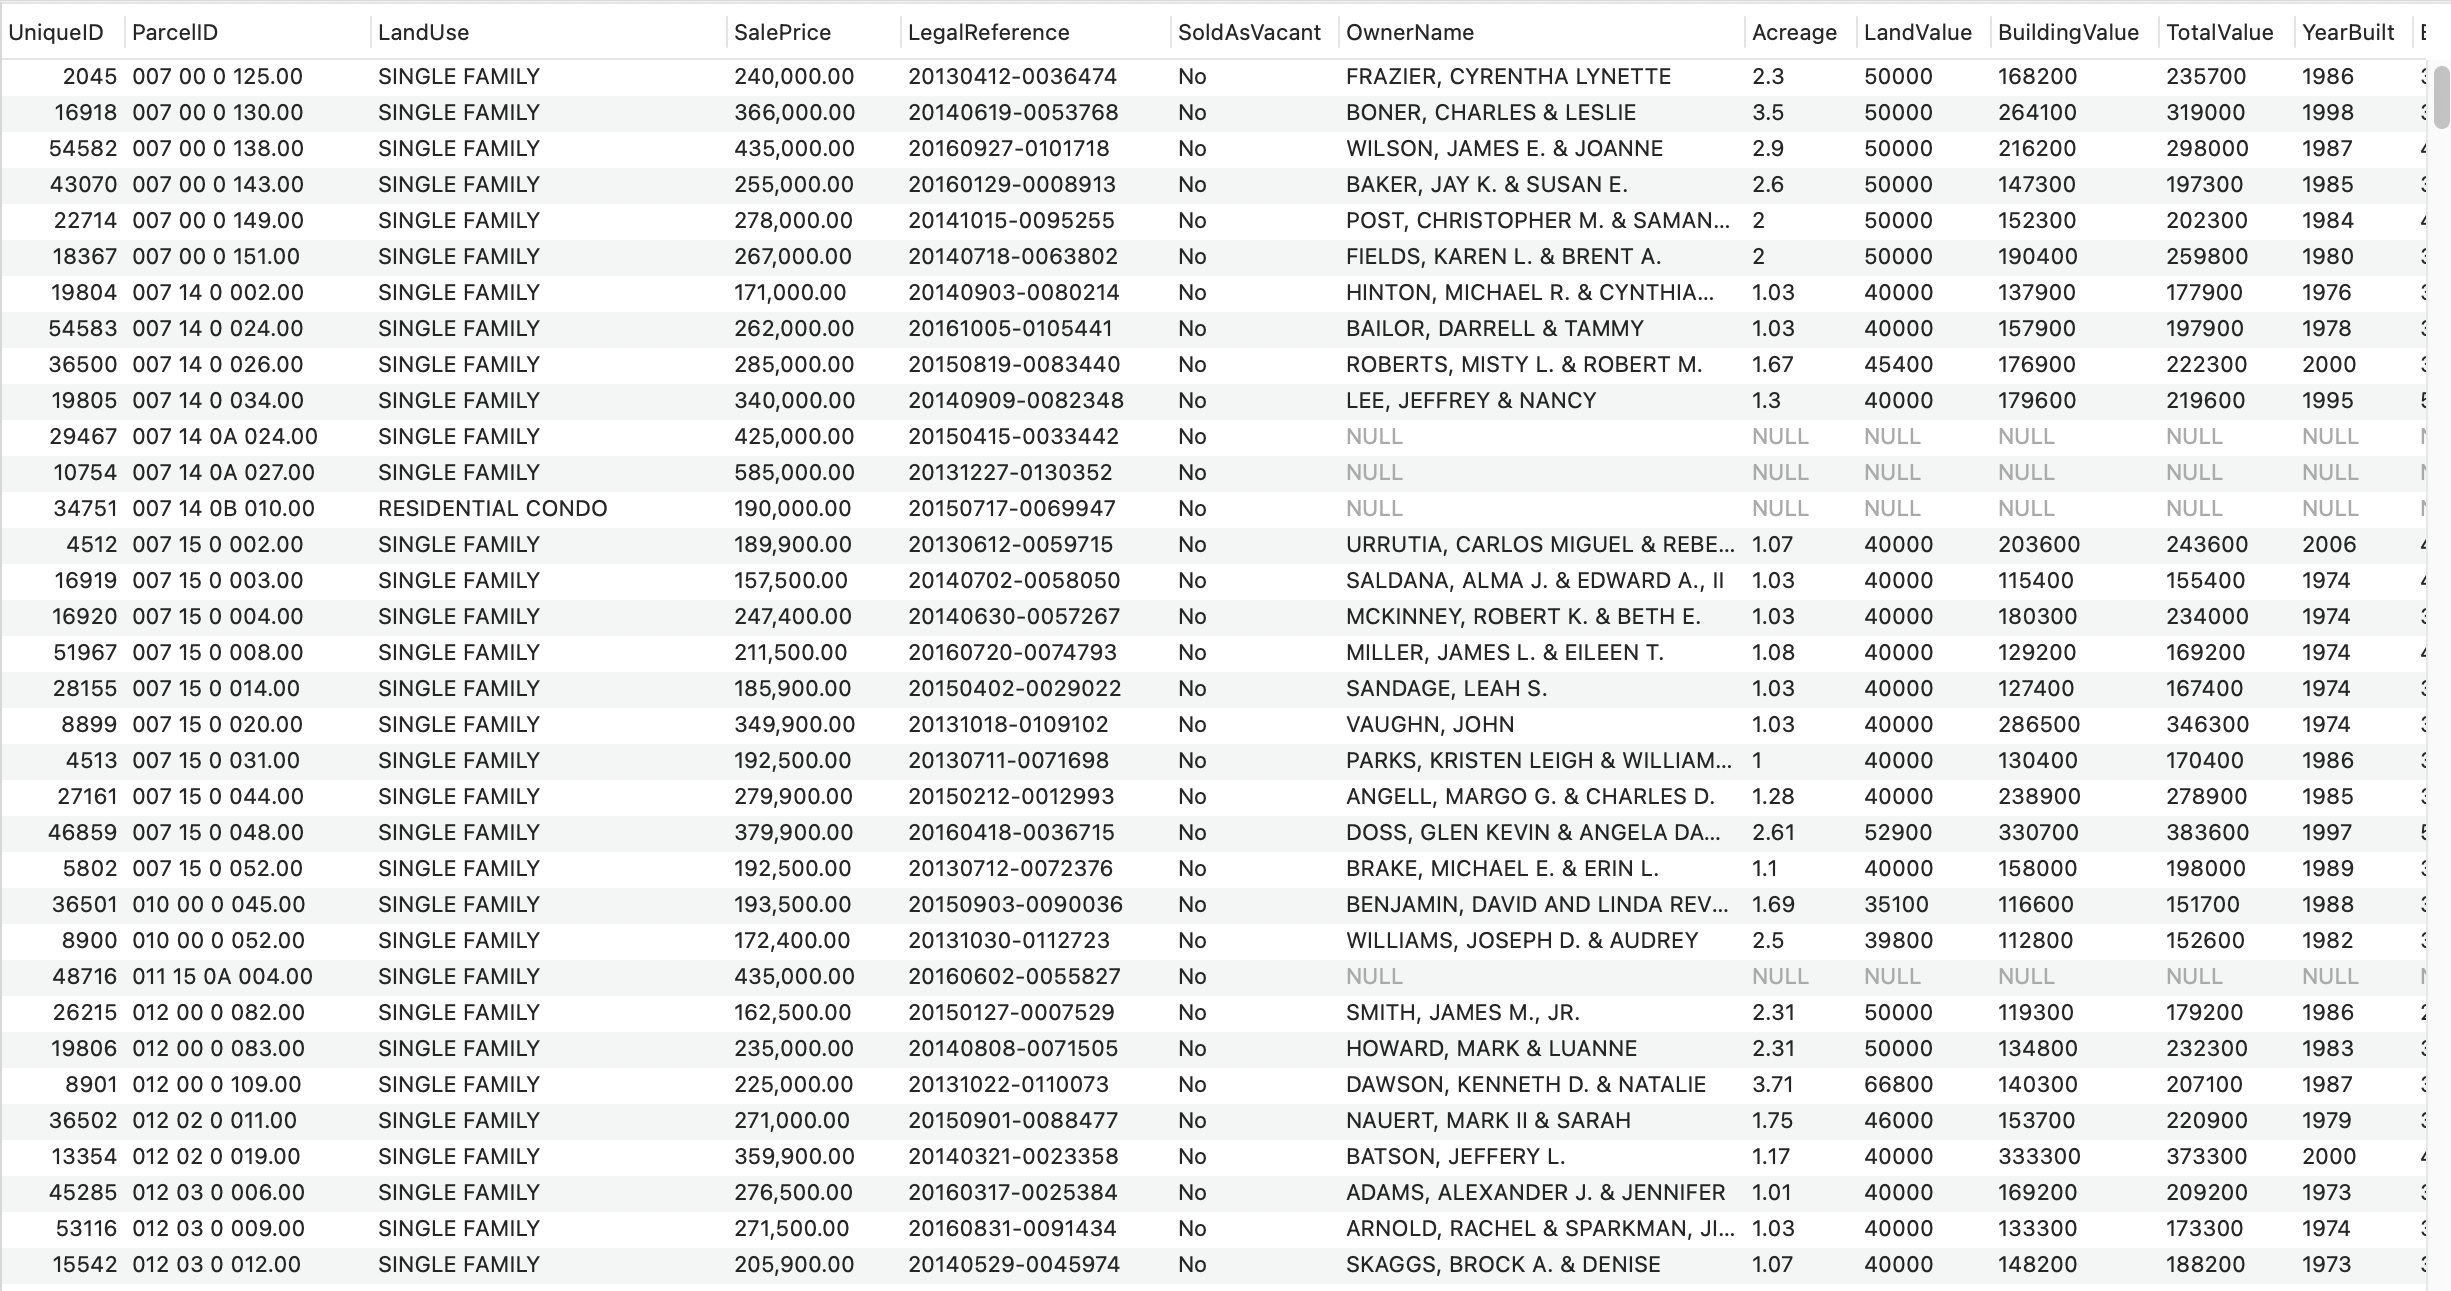 UniqueID ParcelID LandUse SalePrice LegalReference SoldAsVacant OwnerName Acreage LandValue BuildingValue TotalValue YearBuilt
2045 007 00 0 125.00 SINGLE FAMILY 240,000.00 20130412-0036474 No FRAZIER, CYRENTHA LYNETTE 2.3 50000 168200 235700 1986
16918 007 00 0 130.00 SINGLE FAMILY 366,000.00 20140619-0053768 No BONER, CHARLES & LESLIE 3.5 50000 264100 319000 1998
54582 007 00 0 138.00 SINGLE FAMILY 435,000.00 20160927-0101718 No WILSON, JAMES E. & JOANNE 2.9 50000 216200 298000 1987
43070 007 00 0 143.00 SINGLE FAMILY 255,000.00 20160129-0008913 No BAKER, JAY K. & SUSAN E. 2.6 50000 147300 197300 1985
22714 007 00 0 149.00 SINGLE FAMILY 278,000.00 20141015-0095255 No POST, CHRISTOPHER M. & SAMAN... 2 50000 152300 202300 1984
18367 007 00 0 151.00 SINGLE FAMILY 267,000.00 20140718-0063802 No FIELDS, KAREN L. & BRENT A. 2 50000 190400 259800 1980
19804 007 14 0 002.00 SINGLE FAMILY 171,000.00 20140903-0080214 No HINTON, MICHAEL R. & CYNTHIA... 1.03 40000 137900 177900 1976
54583 007 14 0 024.00 SINGLE FAMILY 262,000.00 20161005-0105441 No BAILOR, DARRELL & TAMMY 1.03 40000 157900 197900 1978
36500 007 14 0 026.00 SINGLE FAMILY 285,000.00 20150819-0083440 No ROBERTS, MISTY L. & ROBERT M. 1.67 45400 176900 222300 2000
19805 007 14 0 034.00 SINGLE FAMILY 340,000.00 20140909-0082348 No LEE, JEFFREY & NANCY 1.3 40000 179600 219600 1995
29467 007 14 0A 024.00 SINGLE FAMILY 425,000.00 20150415-0033442 No NULL NULL NULL NULL NULL NULL
10754 007 14 0A 027.00 SINGLE FAMILY 585,000.00 20131227-0130352 No NULL NULL NULL NULL NULL NULL
34751 007 14 0B 010.00 RESIDENTIAL CONDO 190,000.00 20150717-0069947 No NULL NULL NULL NULL NULL NULL
4512 007 15 0 002.00 SINGLE FAMILY 189,900.00 20130612-0059715 No URRUTIA, CARLOS MIGUEL & REBE... 1.07 40000 203600 243600 2006
16919 007 15 0 003.00 SINGLE FAMILY 157,500.00 20140702-0058050 No SALDANA, ALMA J. & EDWARD A., II 1.03 40000 115400 155400 1974
16920 007 15 0 004.00 SINGLE FAMILY 247,400.00 20140630-0057267 No MCKINNEY, ROBERT K. & BETH E. 1.03 40000 180300 234000 1974
51967 007 15 0 008.00 SINGLE FAMILY 211,500.00 20160720-0074793 No MILLER, JAMES L. & EILEEN T. 1.08 40000 129200 169200 1974
28155 007 15 0 014.00 SINGLE FAMILY 185,900.00 20150402-0029022 No SANDAGE, LEAH S. 1.03 40000 127400 167400 1974
8899 007 15 0 020.00 SINGLE FAMILY 349,900.00 20131018-0109102 No VAUGHN, JOHN 1.03 40000 286500 346300 1974
4513 007 15 0 031.00 SINGLE FAMILY 192,500.00 20130711-0071698 No PARKS, KRISTEN LEIGH & WILLIAM... 1 40000 130400 170400 1986
27161 007 15 0 044.00 SINGLE FAMILY 279,900.00 20150212-0012993 No ANGELL, MARGO G. & CHARLES D. 1.28 40000 238900 278900 1985
46859 007 15 0 048.00 SINGLE FAMILY 379,900.00 20160418-0036715 No DOSS, GLEN KEVIN & ANGELA DA... 2.61 52900 330700 383600 1997
5802 007 15 0 052.00 SINGLE FAMILY 192,500.00 20130712-0072376 No BRAKE, MICHAEL E. & ERIN L. 1.1 40000 158000 198000 1989
36501 010 00 0 045.00 SINGLE FAMILY 193,500.00 20150903-0090036 No BENJAMIN, DAVID AND LINDA REV... 1.69 35100 116600 151700 1988
8900 010 00 0 052.00 SINGLE FAMILY 172,400.00 20131030-0112723 No WILLIAMS, JOSEPH D. & AUDREY 2.5 39800 112800 152600 1982
48716 011 15 0A 004.00 SINGLE FAMILY 435,000.00 20160602-0055827 No NULL NULL NULL NULL NULL NULL
26215 012 00 0 082.00 SINGLE FAMILY 162,500.00 20150127-0007529 No SMITH, JAMES M., JR. 2.31 50000 119300 179200 1986
19806 012 00 0 083.00 SINGLE FAMILY 235,000.00 20140808-0071505 No HOWARD, MARK & LUANNE 2.31 50000 134800 232300 1983
8901 012 00 0 109.00 SINGLE FAMILY 225,000.00 20131022-0110073 No DAWSON, KENNETH D. & NATALIE 3.71 66800 140300 207100 1987
36502 012 02 0 011.00 SINGLE FAMILY 271,000.00 20150901-0088477 No NAUERT, MARK II & SARAH 1.75 46000 153700 220900 1979
13354 012 02 0 019.00 SINGLE FAMILY 359,900.00 20140321-0023358 No BATSON, JEFFERY L. 1.17 40000 333300 373300 2000
45285 012 03 0 006.00 SINGLE FAMILY 276,500.00 20160317-0025384 No ADAMS, ALEXANDER J. & JENNIFER 1.01 40000 169200 209200 1973
53116 012 03 0 009.00 SINGLE FAMILY 271,500.00 20160831-0091434 No ARNOLD, RACHEL & SPARKMAN, JI... 1.03 40000 133300 173300 1974
15542 012 03 0 012.00 SINGLE FAMILY 205,900.00 20140529-0045974 No SKAGGS, BROCK A. & DENISE 1.07 40000 148200 188200 1973